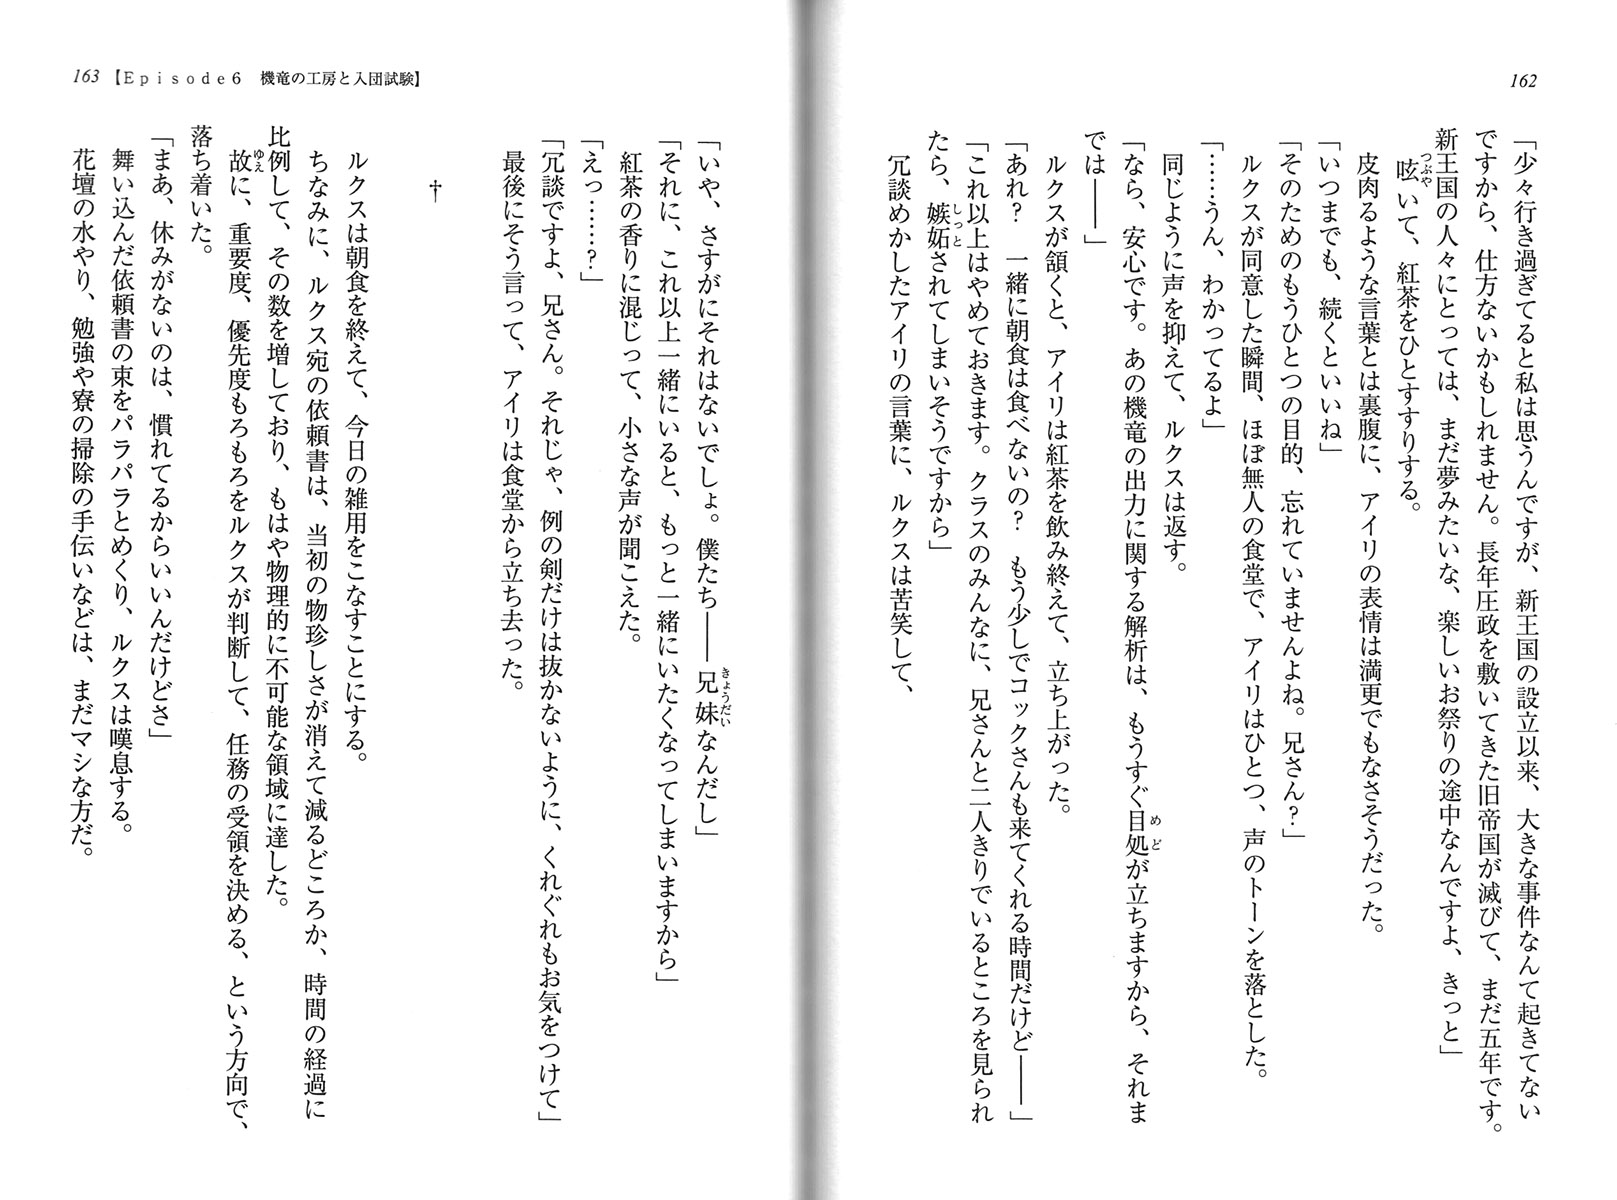 162
「少々行き過ぎてると私は思うんですが、新王国の設立以来、大きな事件なんて起きてない
ですから、仕方ないかもしれません。長年圧政を敷いてきた旧帝国が滅びて、まだ五年です。
新王国の人々にとっては、まだ夢みたいな、楽しいお祭りの途中なんですよ、きっと」
呟いて、紅茶をひとすすりする。
つぶや
皮肉るような言葉とは裏腹に、アイリの表情は満更でもなさそうだった。
「いつまでも、続くといいね」
「そのためのもうひとつの目的、忘れていませんよね。兄さん？」
ルクスが同意した瞬間、ほぼ無人の食堂で、アイリはひとつ、声のトーンを落とした。
「……うん、わかってるよ」
同じように声を抑えて、ルクスは返す。
「なら、安心です。あの機竜の出力に関する解析は、もうすぐ目処が立ちますから、それま
めど
では――」
ルクスが頷くと、アイリは紅茶を飲み終えて、立ち上がった。
「あれ？　一緒に朝食は食べないの？　もう少しでコックさんも来てくれる時間だけど――」
「これ以上はやめておきます。クラスのみんなに、兄さんと二人きりでいるところを見られ
たら、嫉妬されてしまいそうですから」
しっと
冗談めかしたアイリの言葉に、ルクスは苦笑して、
163【Episode6　機竜の工房と入団試験】
「いや、さすがにそれはないでしょ。僕たち――兄妹なんだし」
きょうだい
「それに、これ以上一緒にいると、もっと一緒にいたくなってしまいますから」
紅茶の香りに混じって、小さな声が聞こえた。
「えっ……？」
「冗談ですよ、兄さん。それじゃ、例の剣だけは抜かないように、くれぐれもお気をつけて」
最後にそう言って、アイリは食堂から立ち去った。
†
ルクスは朝食を終えて、今日の雑用をこなすことにする。
ちなみに、ルクス宛の依頼書は、当初の物珍しさが消えて減るどころか、時間の経過に
比例して、その数を増しており、もはや物理的に不可能な領域に達した。
故に、重要度、優先度もろもろをルクスが判断して、任務の受領を決める、という方向で、
ゆえ
落ち着いた。
「まあ、休みがないのは、慣れてるからいいんだけどさ」
舞い込んだ依頼書の束をパラパラとめくり、ルクスは嘆息する。
花壇の水やり、勉強や寮の掃除の手伝いなどは、まだマシな方だ。